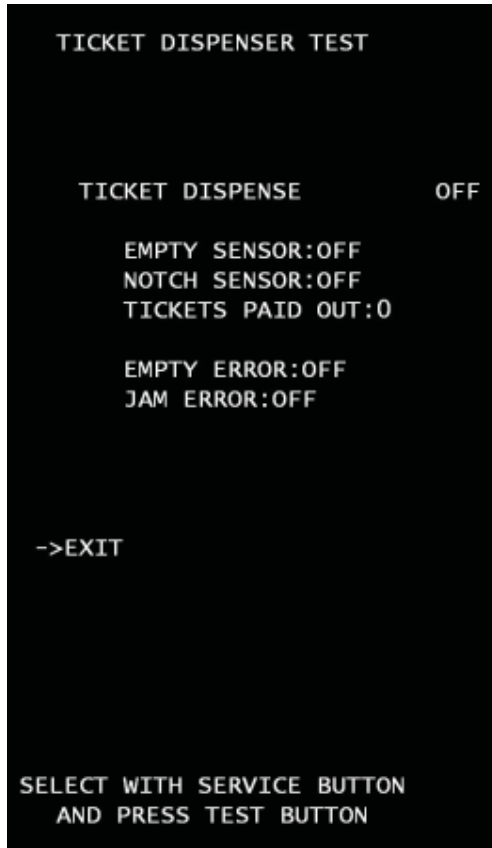 TICKET DISPENSER TEST
TICKET DISPENSE OFF
EMPTY SENSOR:OFF
NOTCH SENSOR:OFF
TICKETS PAID OUT:0
EMPTY ERROR:OFF
JAM ERROR:OFF
->EXIT
SELECT WITH SERVICE BUTTON
AND PRESS TEST BUTTON